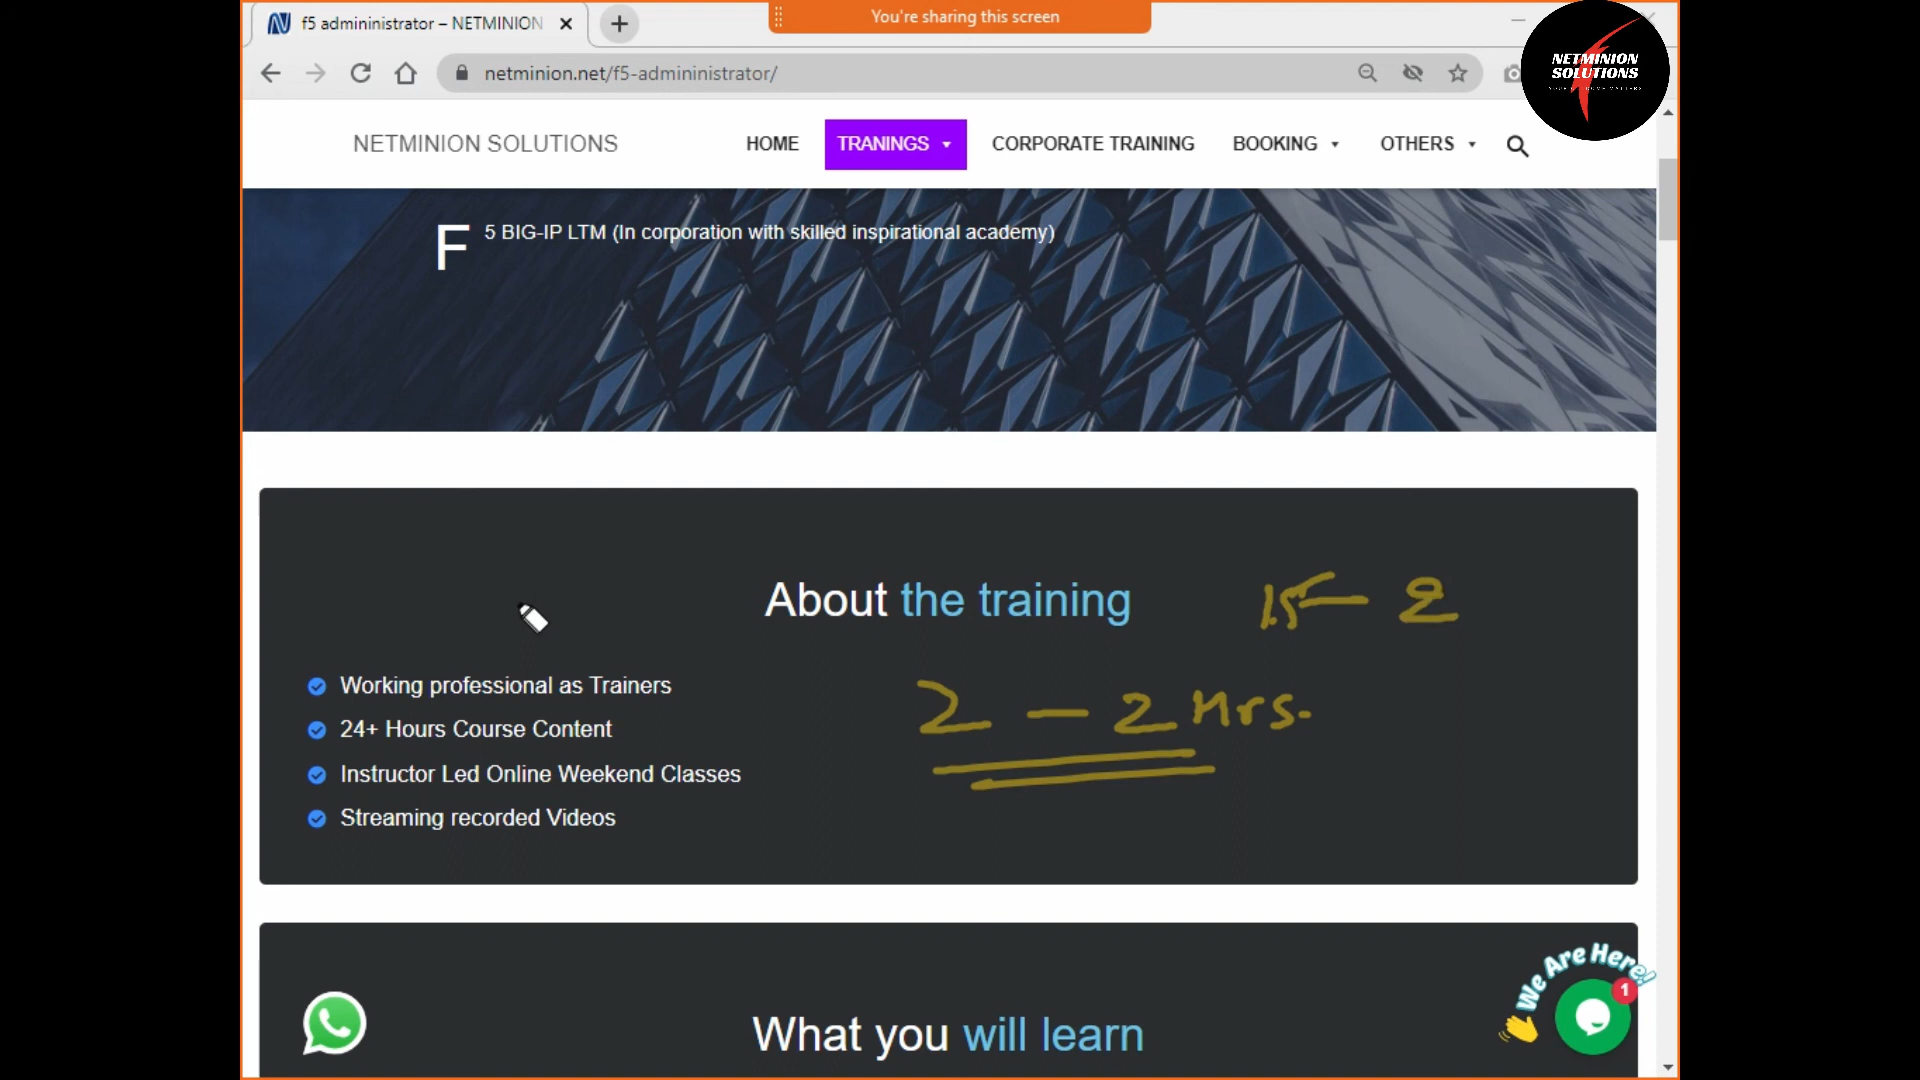 f5 admininistrator – NETMINION
You're sharing this screen
netminion.net/f5-admininistrator/
NETMINION
SOLUTIONS
NETMINION SOLUTIONS
HOME
TRANINGS
CORPORATE TRAINING
BOOKING
OTHERS
F5 BIG-IP LTM (In corporation with skilled inspirational academy)
About the training
1.5 – 2
2 – 2 Hrs.
Working professional as Trainers
24+ Hours Course Content
Instructor Led Online Weekend Classes
Streaming recorded Videos
We Are Here!
1
What you will learn